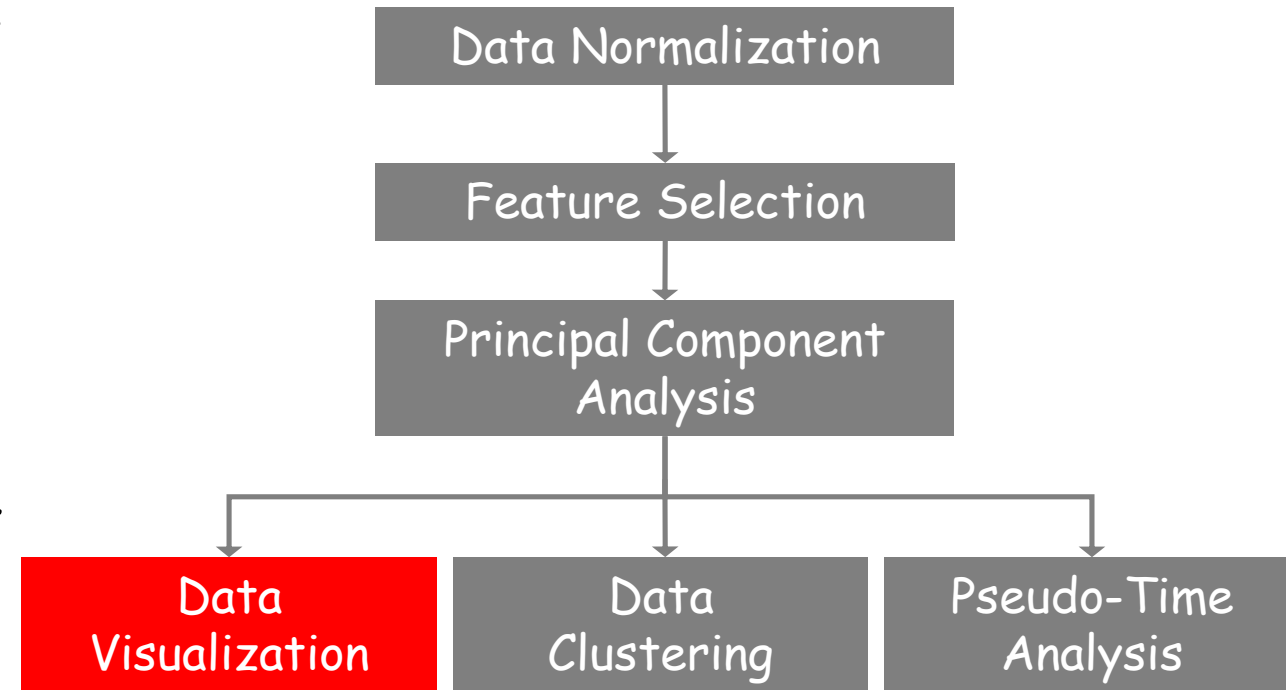 Data Normalization
Feature Selection
Principal Component
Analysis
Data
Visualization
Data
Clustering
Pseudo-Time
Analysis